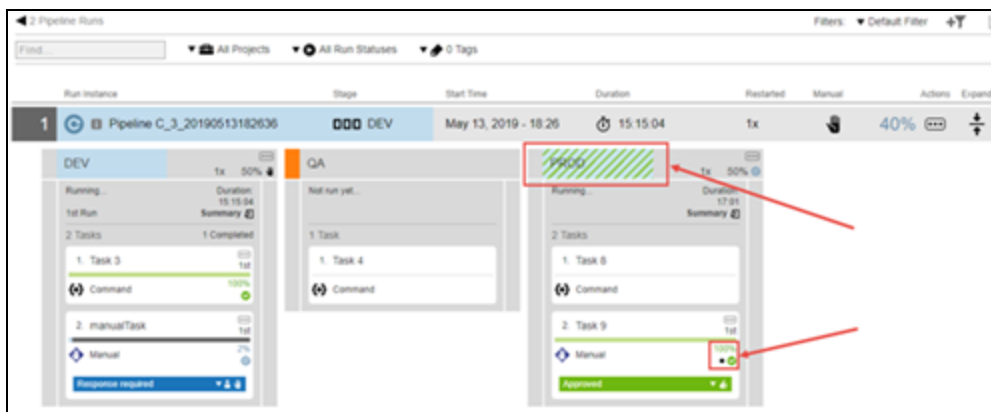 2 Pipeline Runs
Filters: Default Filter
Find...
All Projects
All Run Statuses
0 Tags
Run Instance Stage Start Time Duration Restarted Manual Actions Expand
1 Pipeline C_3_20190513182636 DEV May 13, 2019 - 18:26 15:15:04 1x 40%
DEV
1x 50%
Running...
Duration:
15:15:04
1st Run
Summary
2 Tasks
1 Completed
1. Task 3
1st
Command
100%
2. manualTask
1st
Manual
2%
Response required
QA
Not run yet...
1 Task
1. Task 4
Command
PROD
1x 50%
Running...
Duration:
17:01
Summary
2 Tasks
1. Task 8
Command
2. Task 9
1st
Manual
100%
Approved